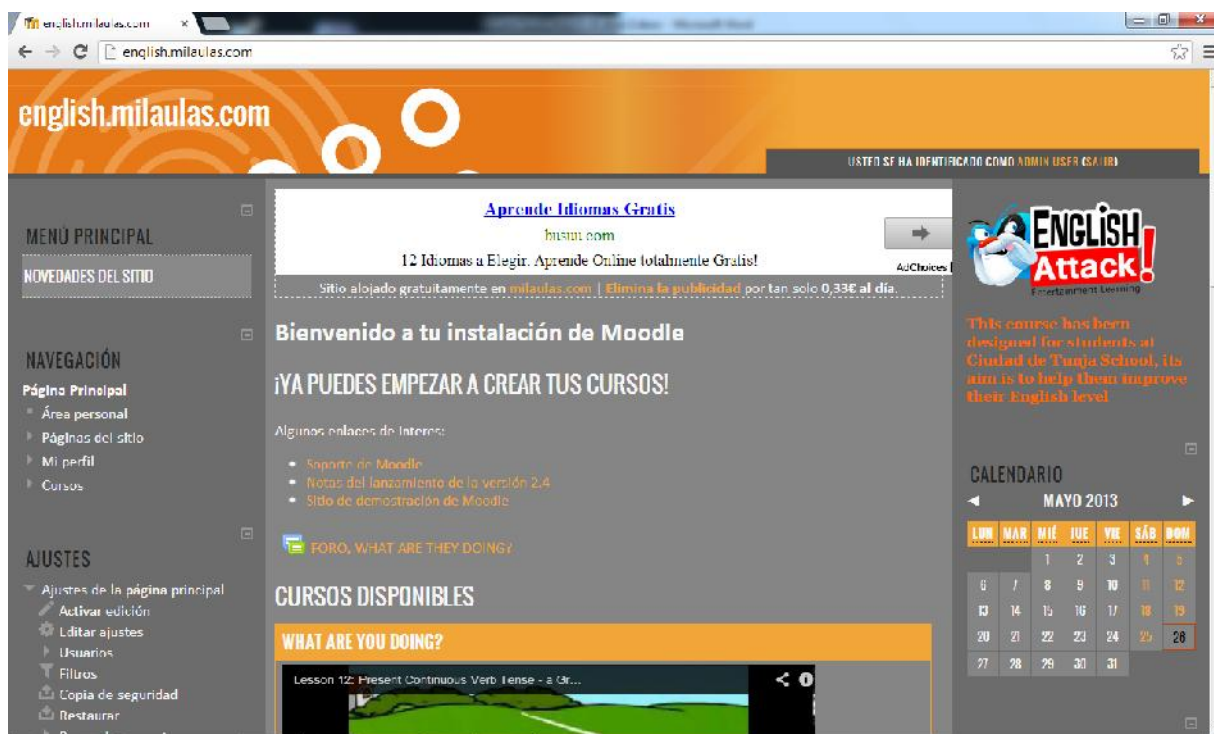 english.milaulas.com
english.milaulas.com
english.milaulas.com
USTED SE HA IDENTIFICADO COMO ADMIN USER (SALIR)
MENÚ PRINCIPAL
NOVEDADES DEL SITIO
NAVEGACIÓN
Página Principal
Área personal
Páginas del sitio
Mi perfil
Cursos
AJUSTES
Ajustes de la página principal
Activar edición
Editar ajustes
Usuarios
Filtros
Copia de seguridad
Restaurar
Aprende Idiomas Gratis
busuu.com
12 Idiomas a Elegir. Aprende Online totalmente Gratis!
AdChoices
Sitio alojado gratuitamente en milaulas.com | Elimina la publicidad por tan solo 0,33€ al día.
Bienvenido a tu instalación de Moodle
¡YA PUEDES EMPEZAR A CREAR TUS CURSOS!
Algunos enlaces de interes:
Soporte de Moodle
Notas del lanzamiento de la versión 2.4
Sitio de demostración de Moodle
FORO, WHAT ARE THEY DOING?
CURSOS DISPONIBLES
WHAT ARE YOU DOING?
Lesson 12: Present Continuous Verb Tense - a Gr...
ENGLISH
Attack!
Entertainment Learning
This course has been
designed for students at
Ciudad de Tunja School, its
aim is to help them improve
their English level
CALENDARIO
MAYO 2013
LUN MAR MIÉ JUE VIE SÁB DOM
1 2 3 4 5
6 7 8 9 10 11 12
13 14 15 16 17 18 19
20 21 22 23 24 25 26
27 28 29 30 31